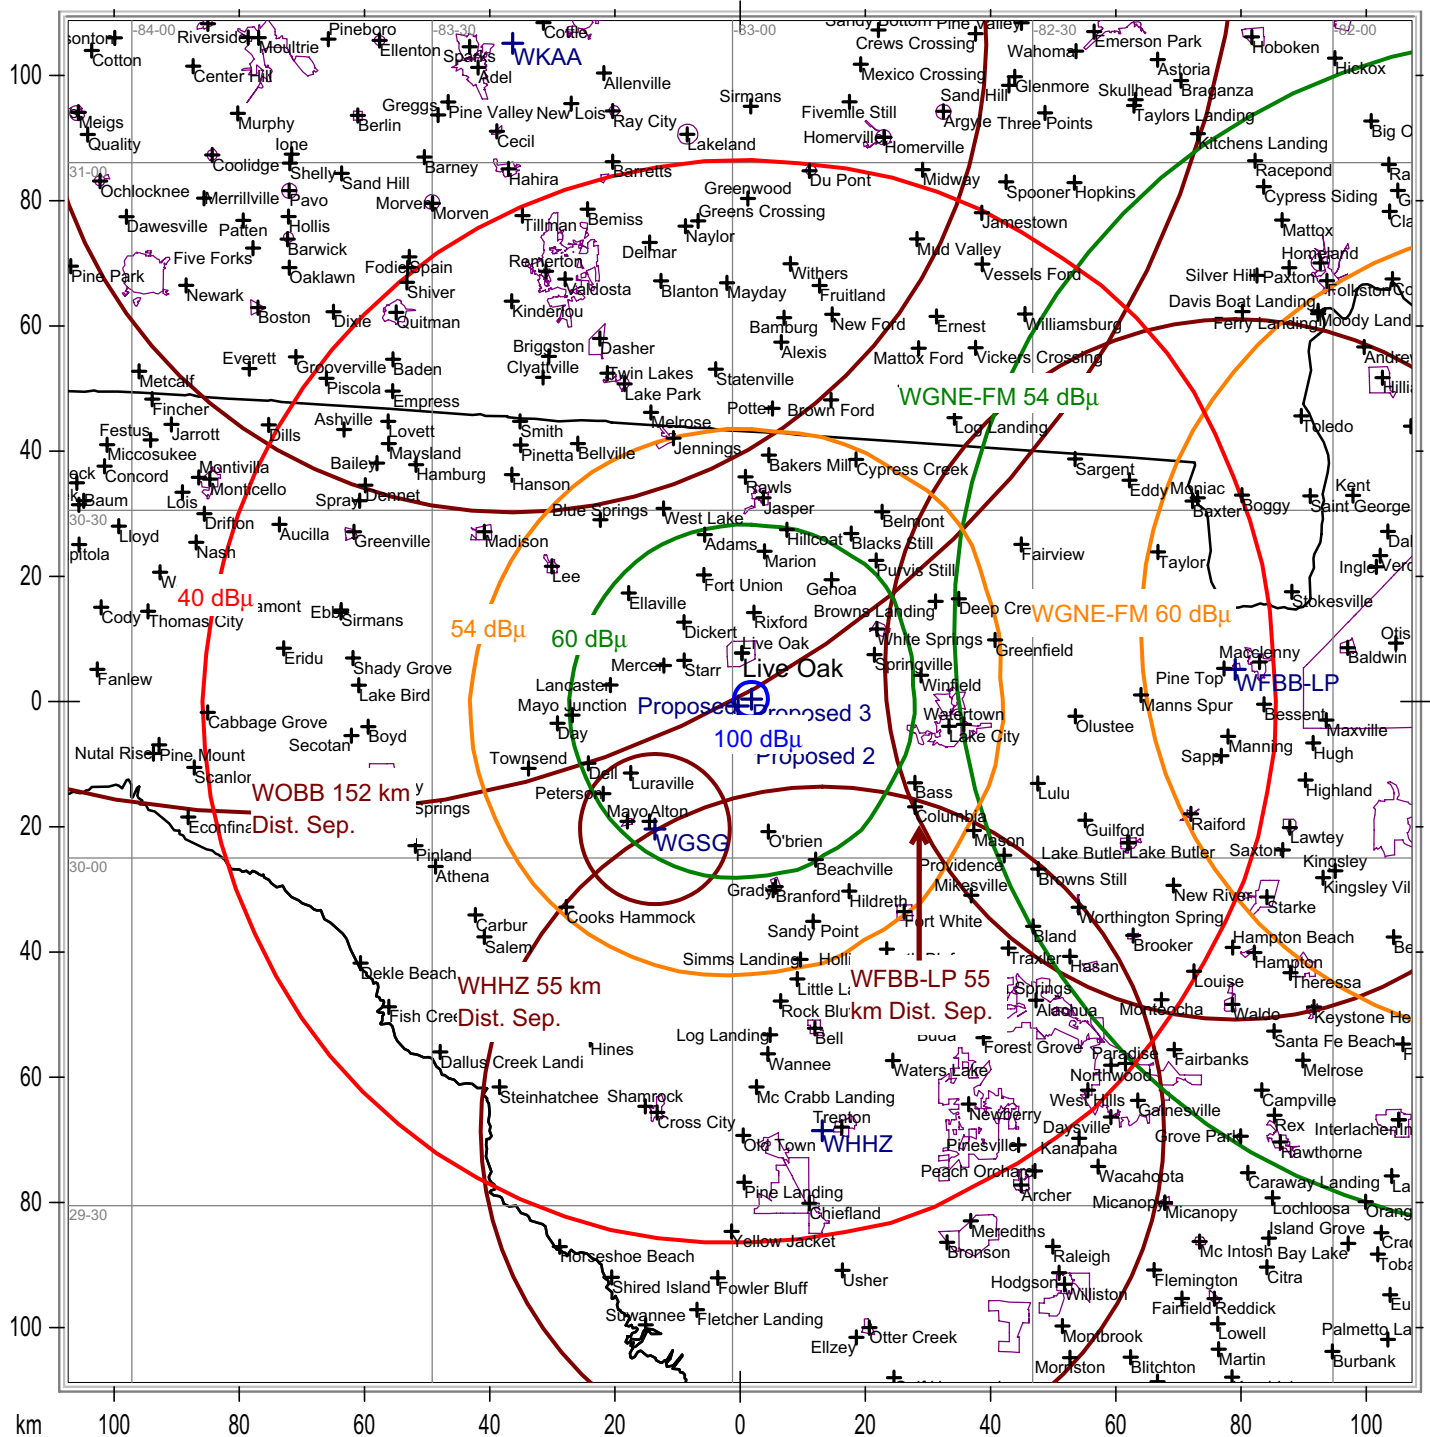 -84-00
-83-30
-83-00
-82-30
-82-00
Riverside
Moultrie
Pineboro
Ellenton
Cotton
Center Hill
Sparks
Adel
WKAA
Allenville
Crews Crossing
Pine Valley
Wahoma
Emerson Park
Hoboken
Hickox
100
Mexico Crossing
Astoria
Glenmore
Skullhead
Braganza
Sand Hill
Taylors Landing
Meigs
Murphy
Berlin
Greggs
Pine Valley
New Lois
Ray City
Sirmans
Fivemile Still
Argyle
Three Points
Quality
Ione
Cecil
Lakeland
Homerville
Homerville
Kitchens Landing
Coolidge
Shelly
Barney
Hahira
Barretts
Du Pont
Midway
Racepond
31-00
Ochlocknee
Merrillville
Pavo
Sand Hill
Morven
Morven
Greenwood
Spooner
Hopkins
Cypress Siding
80
Dawesville
Patten
Hollis
Tillman
Bemiss
Greens Crossing
Naylor
Jamestown
Mattox
Five Forks
Barwick
Delmar
Mud Valley
Homeland
Pine Park
Newark
Oaklawn
Fodie
Spain
Shiver
Remerton
Valdosta
Blanton
Mayday
Withers
Fruitland
Vessels Ford
Silver Hill
Paxton
Folkston
Boston
Dixie
Quitman
Kinderlou
Bamburg
New Ford
Ernest
Williamsburg
Davis Boat Landing
Ferry Landing
60
Everett
Grooverville
Baden
Briggston
Dasher
Alexis
Mattox Ford
Vickers Crossing
Metcalf
Piscola
Empress
Clyattville
Twin Lakes
Lake Park
Statenville
WGNE-FM 54 dBµ
Fincher
Ashville
Lovett
Smith
Melrose
Potter
Brown Ford
Log Landing
Toledo
Festus
Jarrott
Dills
40
Miccosukee
Concord
Montivilla
Monticello
Bailey
Maysland
Hamburg
Pinetta
Bellville
Jennings
Bakers Mill
Cypress Creek
Sargent
Baum
Lois
Spray
Dennet
Hanson
Rawls
Jasper
Eddy
Moniac
Baxter
Boggy
Kent
Saint George
30-30
Lloyd
Drifton
Nash
Aucilla
Greenville
Madison
Blue Springs
West Lake
Adams
Hillcoat
Belmont
Blacks Still
Fairview
Taylor
Lee
Marion
Purvis Still
20
40 dBµ
Fort Union
Genoa
Stokesville
Cody
Thomas City
Sirmans
Ellaville
Rixford
Browns Landing
WGNE-FM 60 dBµ
54 dBµ
60 dBµ
Dickert
Live Oak
White Springs
Greenfield
Baldwin
Eridu
Shady Grove
Mercer
Starr
Live Oak
Springville
Macclenny
Pine Top
Fanlew
Lake Bird
Lancaster
Winfield
WFBB-LP
0
Cabbage Grove
Mayo Junction
Proposed
Proposed 3
Watertown
Manns Spur
Bessent
Boyd
Secotan
Day
100 dBµ
Lake City
Olustee
Maxville
Nutal Rise
Pine Mount
Townsend
Proposed 2
Manning
Sapp
Hugh
Dell
Luraville
WOBB 152 km
Dist. Sep.
Springs
Peterson
Bass
Lulu
Highland
Mayo
Alton
Columbia
20
Econfina
WGSG
O'brien
Mason
Guilford
Raiford
Lawtey
Pinland
Providence
Lake Butler
Lake Butler
Saxton
30-00
Athena
Beachville
Browns Still
Kingsley
Grady
Branford
Hildreth
Mikesville
New River
Starke
Carbur
Cooks Hammock
Fort White
Worthington Spring
Salem
Sandy Point
Bland
Brooker
Hampton Beach
40
Dekle Beach
Simms Landing
Traxler
Hasan
Hampton
WHHZ 55 km
Dist. Sep.
WFBB-LP 55
km Dist. Sep.
Louise
Theressa
Fish Cree
Rock Bluf
Springs
Alachua
Monteocha
Waldo
Keystone He
Log Landing
Bell
Dallus Creek Landi
Hines
Wannee
Forest Grove
Paradise
Fairbanks
Santa Fe Beach
60
Waters Lake
Northwood
Melrose
Steinhatchee
Shamrock
Mc Crabb Landing
West Hills
Campville
Cross City
Trenton
Newberry
Gainesville
Rex
Interlachen
Old Town
WHHZ
Pinesville
Daysville
Kanapaha
Grove Park
Hawthorne
Peach Orchard
Wacahoota
Caraway Landing
80
Pine Landing
Archer
Micanopy
Micanopy
Lochloosa
29-30
Chiefland
Yellow Jacket
Merediths
Bronson
Island Grove
Horseshoe Beach
Raleigh
Mc Intosh
Bay Lake
Shired Island
Fowler Bluff
Usher
Hodgson
Williston
Flemington
Citra
Suwannee
Fletcher Landing
Fairfield
Reddick
100
Otter Creek
Ellzey
Montbrook
Lowell
Morriston
Blitchton
Martin
Burbank
km 100 80 60 40 20 0 20 40 60 80 100